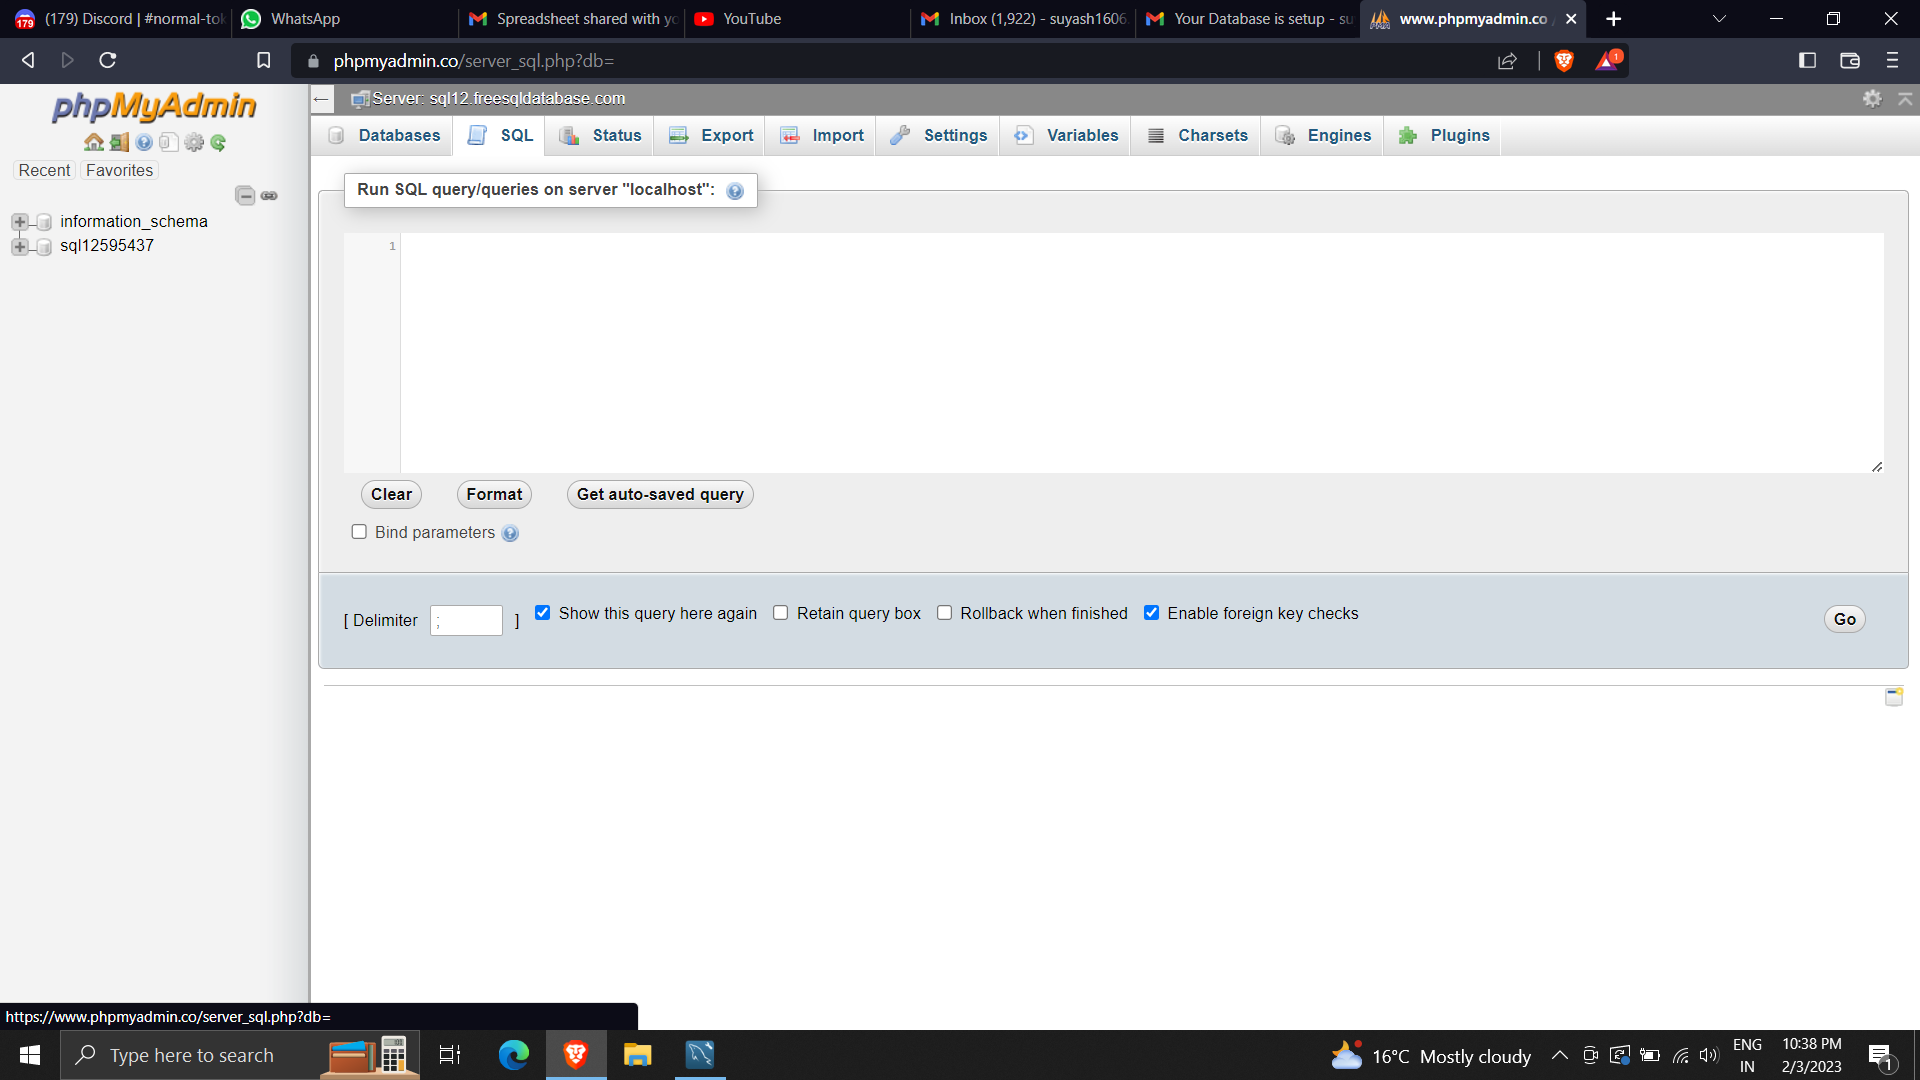 179
(179) Discord | #normal-tok
WhatsApp
Spreadsheet shared with yo
YouTube
Inbox (1,922) - suyash1606
Your Database is setup - su
www.phpmyadmin.co
phpmyadmin.co/server_sql.php?db=
1
phpMyAdmin
Recent
Favorites
information_schema
sql12595437
Server: sql12.freesqldatabase.com
Databases
SQL
Status
Export
Import
Settings
Variables
Charsets
Engines
Plugins
Run SQL query/queries on server "localhost":
1
Clear
Format
Get auto-saved query
Bind parameters
[ Delimiter ; ]
Show this query here again
Retain query box
Rollback when finished
Enable foreign key checks
Go
https://www.phpmyadmin.co/server_sql.php?db=
Type here to search
16°C Mostly cloudy
ENG
IN
10:38 PM
2/3/2023
1